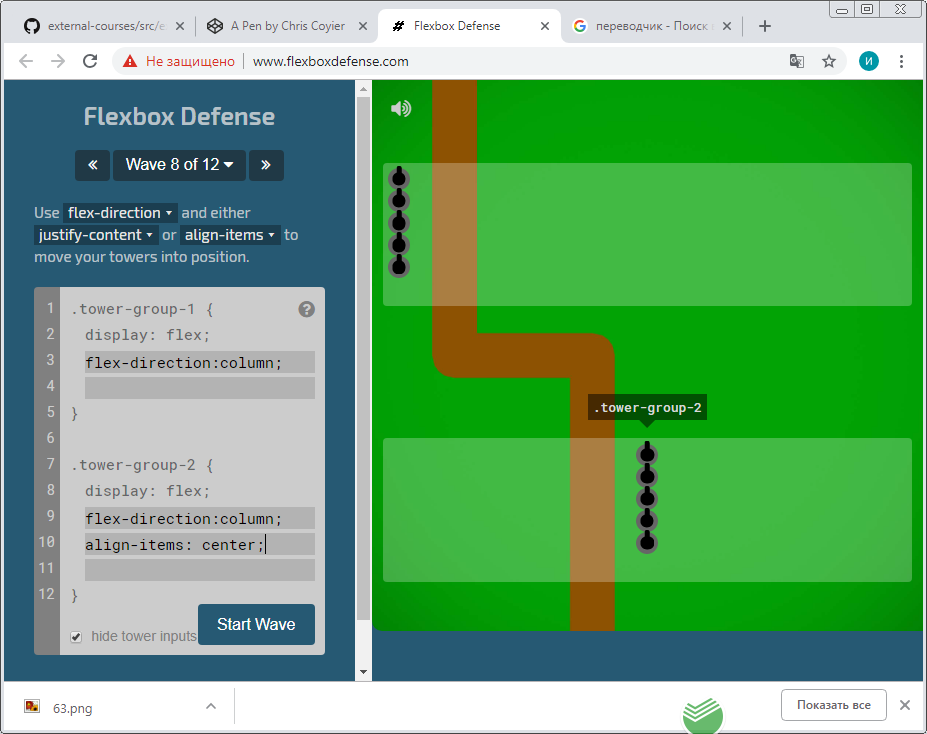 external-courses/src/e
A Pen by Chris Coyier
Flexbox Defense
переводчик - Поиск
Не защищено
www.flexboxdefense.com
И
Flexbox Defense
« Wave 8 of 12 »
Use flex-direction and either
justify-content or align-items to
move your towers into position.
1 .tower-group-1 { ?
2 display: flex;
3 flex-direction:column;
4
5 }
6
7 .tower-group-2 {
8 display: flex;
9 flex-direction:column;
10 align-items: center;
11
12 }
hide tower inputs
Start Wave
.tower-group-2
63.png
Показать все